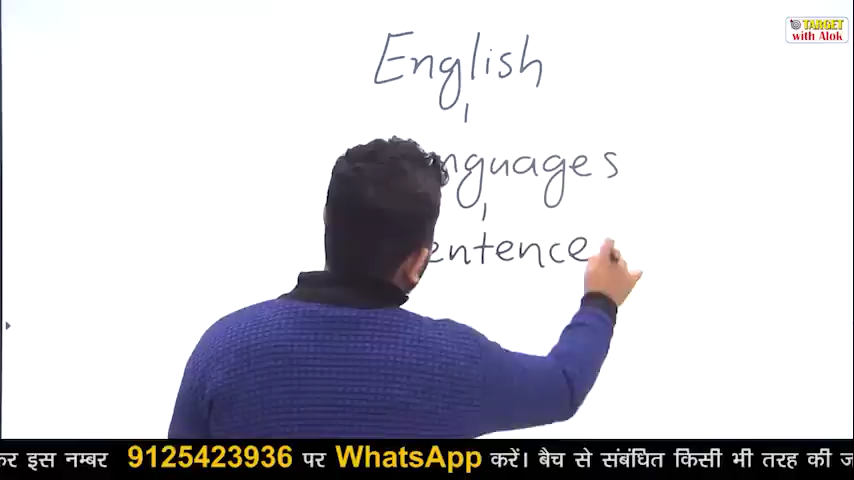 TARGET
with Alok
English
nguages
entence
कर इस नम्बर 9125423936 पर WhatsApp करें। बैच से संबंधित किसी भी तरह की ज